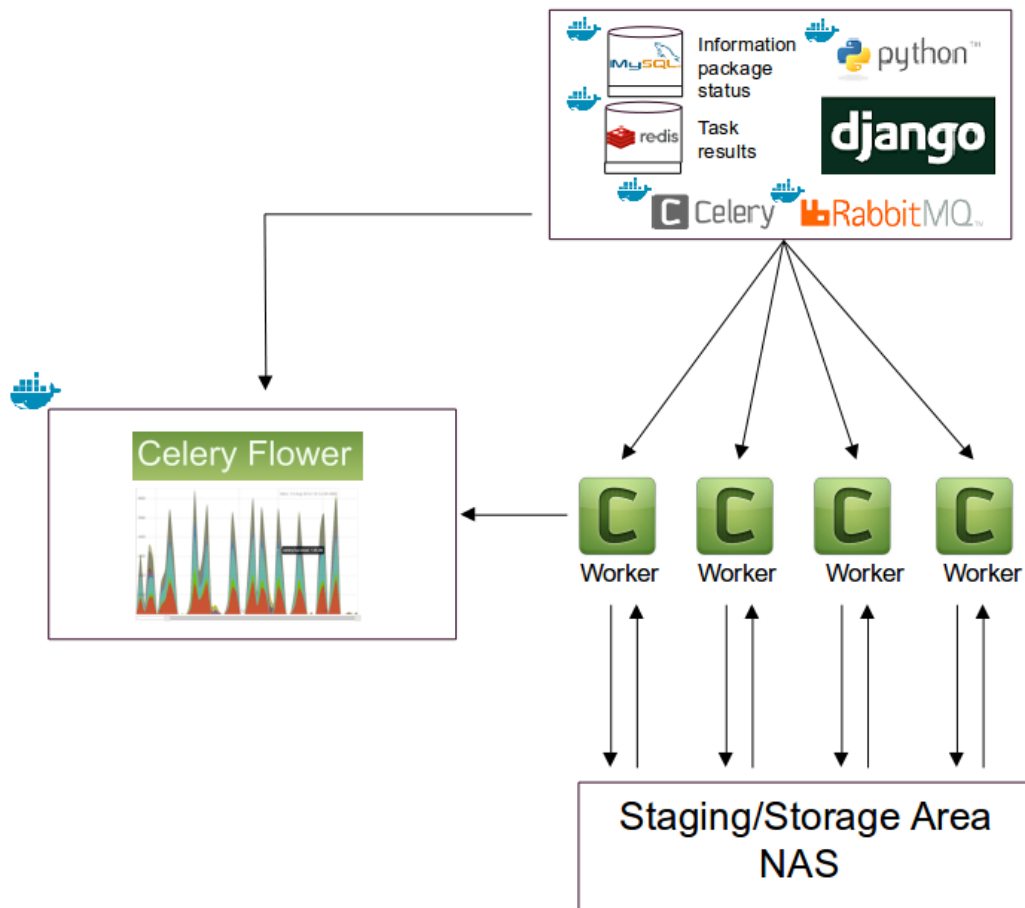 MySQL
Information
package
status
python™
redis
Task
results
django
C Celery
RabbitMQ
Celery Flower
C
C
C
C
Worker
Worker
Worker
Worker
Staging/Storage Area
NAS